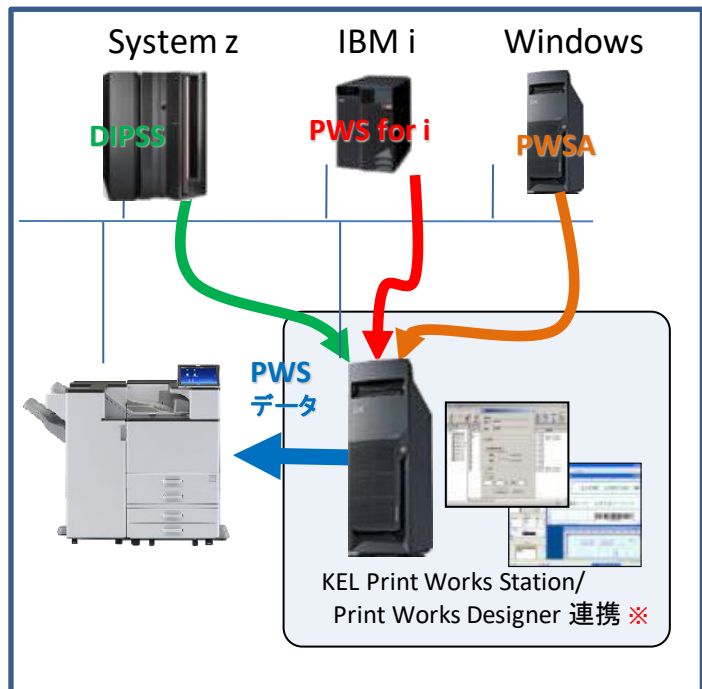 System z
IBM i
Windows
DIPSS
PWS for i
PWSA
PWS
データ
KEL Print Works Station/
Print Works Designer 連携 ※